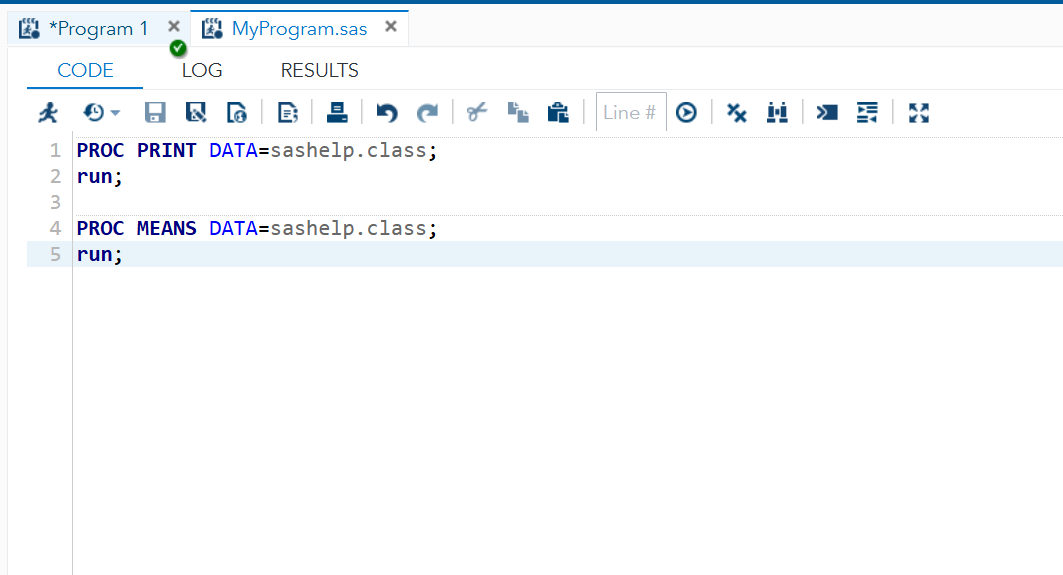 *Program 1
MyProgram.sas
CODE
LOG
RESULTS
Line #
1 PROC PRINT DATA=sashelp.class;
2 run;
3
4 PROC MEANS DATA=sashelp.class;
5 run;